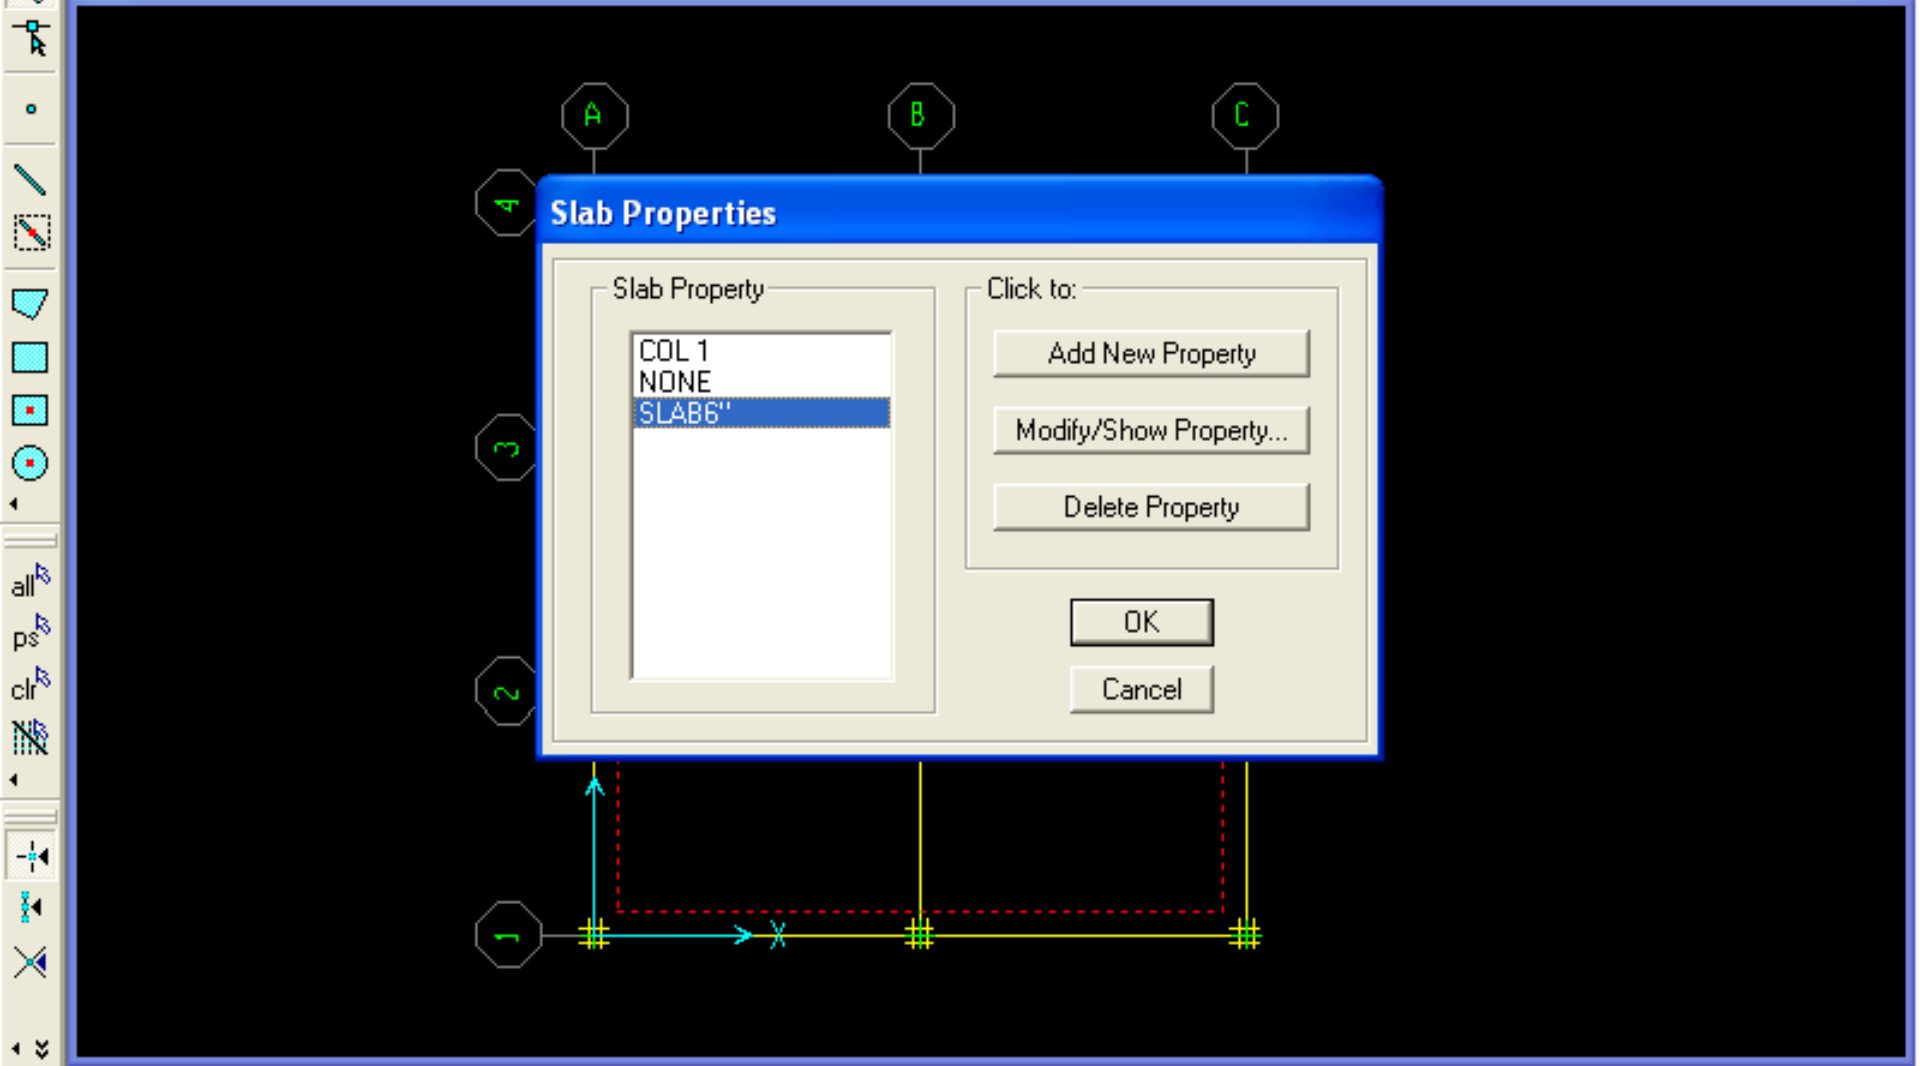 A
B
C
4
Slab Properties
Slab Property
Click to:
COL 1
NONE
SLAB6"
Add New Property
Modify/Show Property...
Delete Property
3
all
ps
OK
2
clr
Cancel
1
X